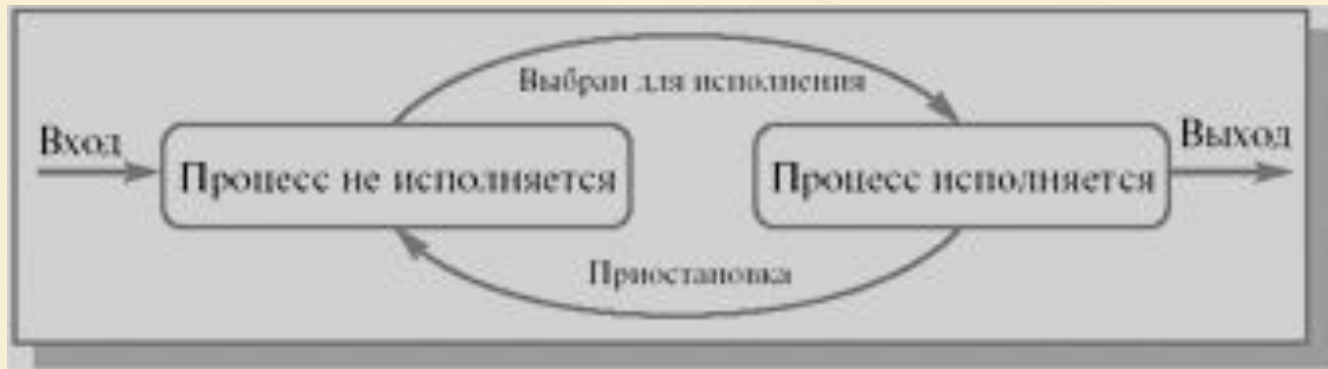 Выбран для исполнения
Вход
Процесс не исполняется
Процесс исполняется
Выход
Приостановка